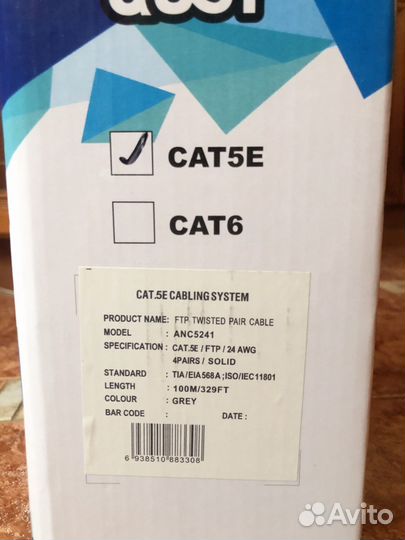 CAT5E
CAT6
CAT.5E CABLING SYSTEM
PRODUCT NAME: FTP TWISTED PAIR CABLE
MODEL : ANC5241
SPECIFICATION : CAT.5E / FTP / 24 AWG
4PAIRS / SOLID
STANDARD : TIA/EIA568A;ISO/IEC11801
LENGTH : 100M/329FT
COLOUR : GREY
BAR CODE : DATE :
6 938510 883308
Avito